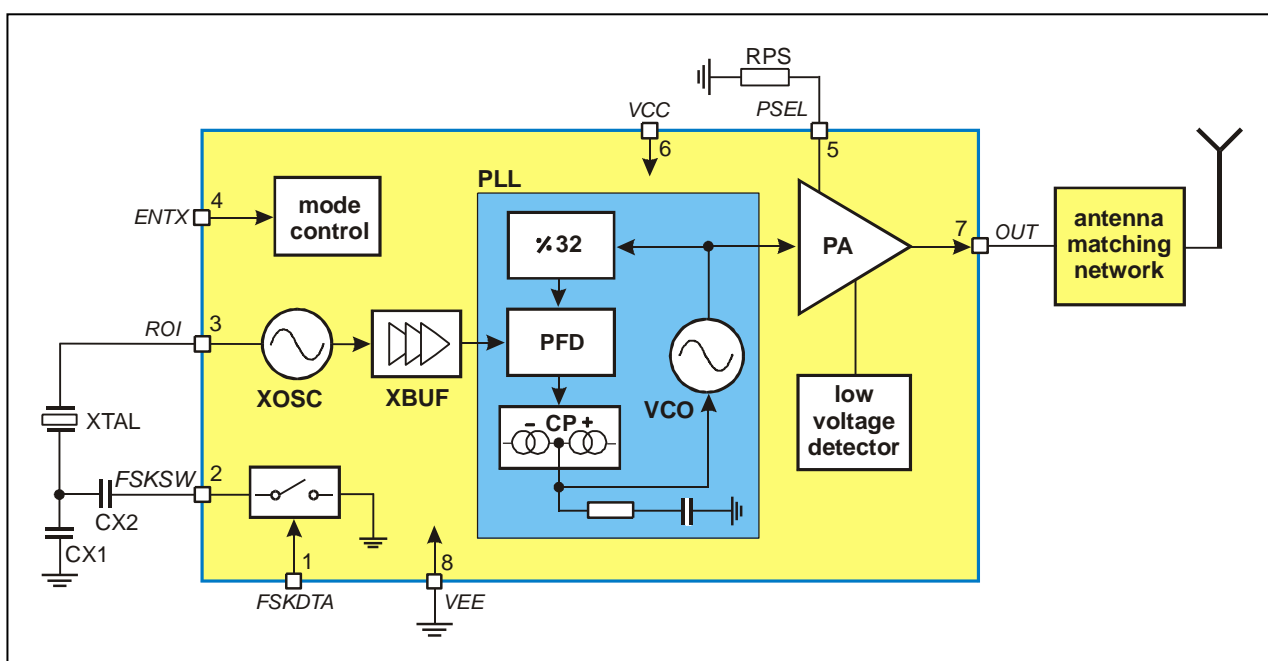 RPS
VCC
PSEL
6
5
PLL
ENTX
4
mode
control
٪32
PA
7
OUT
antenna
matching
network
ROI
3
PFD
XOSC
XBUF
VCO
low
voltage
detector
XTAL
- CP +
FSKSW
2
CX2
CX1
1
8
FSKDTA
VEE